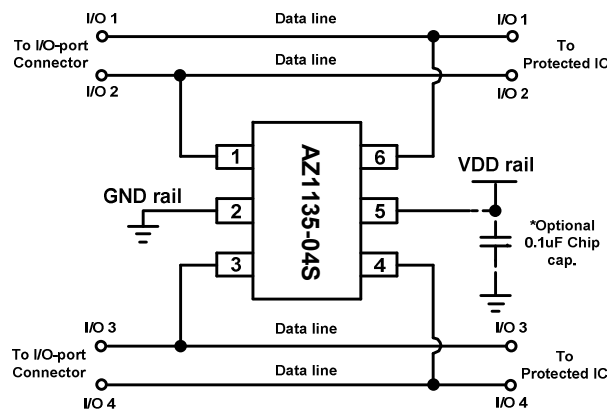 I/O 1
Data line
I/O 1
To I/O-port
Connector
Data line
To
Protected IC
I/O 2
I/O 2
1
6
VDD rail
GND rail
2
AZ1135-04S
5
*Optional
0.1uF Chip
cap.
3
4
I/O 3
Data line
I/O 3
To I/O-port
Connector
Data line
To
Protected IC
I/O 4
I/O 4